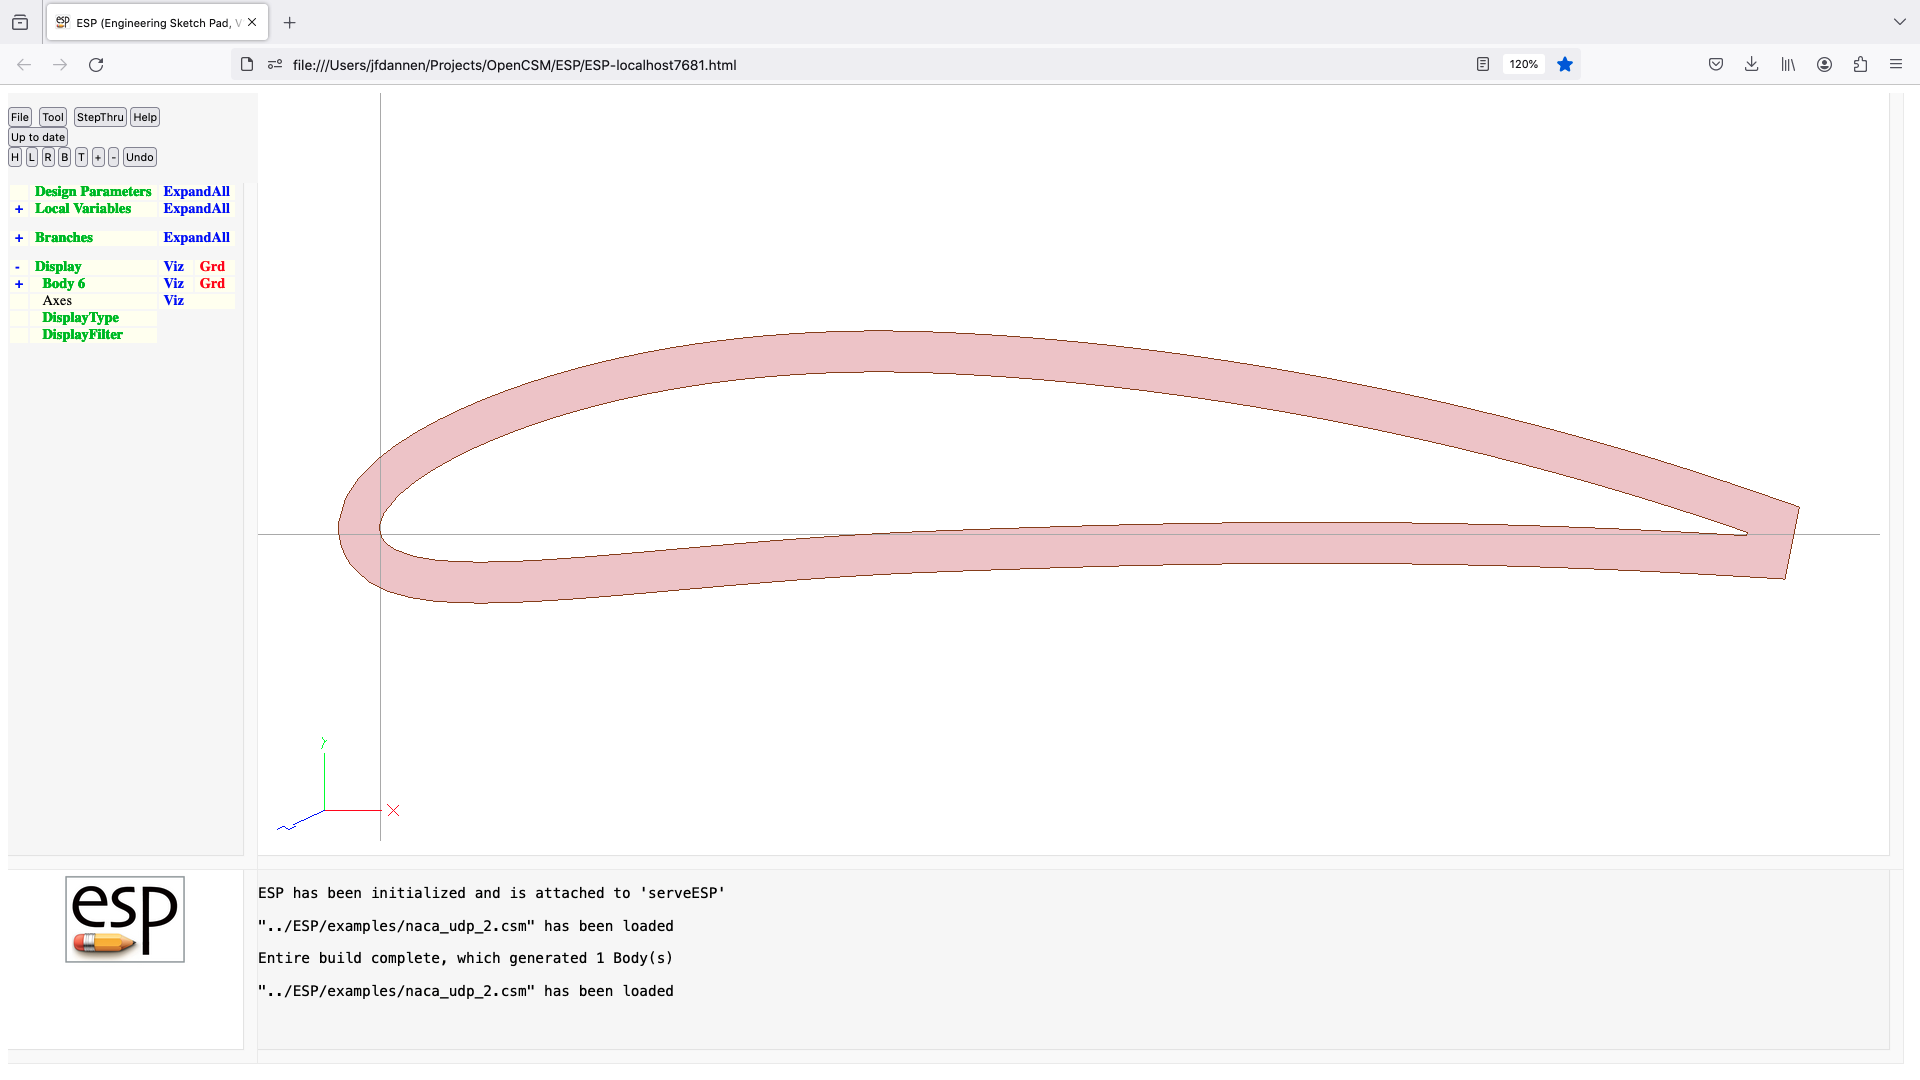 ESP (Engineering Sketch Pad, V
file:///Users/jfdannen/Projects/OpenCSM/ESP/ESP-localhost7681.html
120%
File Tool StepThru Help
Up to date
H L R B T + - Undo
Design Parameters ExpandAll
+ Local Variables ExpandAll
+ Branches ExpandAll
- Display Viz Grd
+ Body 6 Viz Grd
Axes Viz
DisplayType
DisplayFilter
Y
X
Z
esp
ESP has been initialized and is attached to 'serveESP'
"../ESP/examples/naca_udp_2.csm" has been loaded
Entire build complete, which generated 1 Body(s)
"../ESP/examples/naca_udp_2.csm" has been loaded